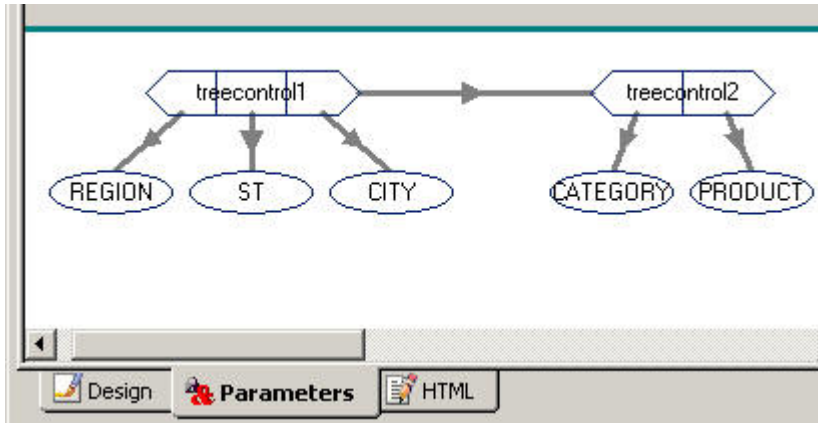 treecontrol1 treecontrol2
REGION ST CITY CATEGORY PRODUCT
Design Parameters HTML